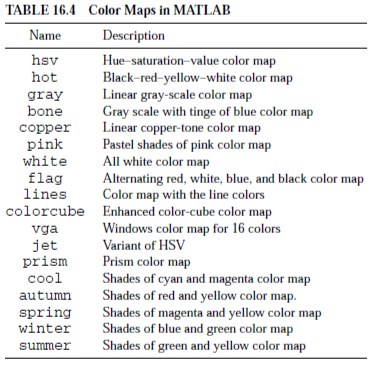 TABLE 16.4 Color Maps in MATLAB
Name Description
hsv Hue–saturation–value color map
hot Black–red–yellow–white color map
gray Linear gray-scale color map
bone Gray scale with tinge of blue color map
copper Linear copper-tone color map
pink Pastel shades of pink color map
white All white color map
flag Alternating red, white, blue, and black color map
lines Color map with the line colors
colorcube Enhanced color-cube color map
vga Windows color map for 16 colors
jet Variant of HSV
prism Prism color map
cool Shades of cyan and magenta color map
autumn Shades of red and yellow color map.
spring Shades of magenta and yellow color map
winter Shades of blue and green color map
summer Shades of green and yellow color map